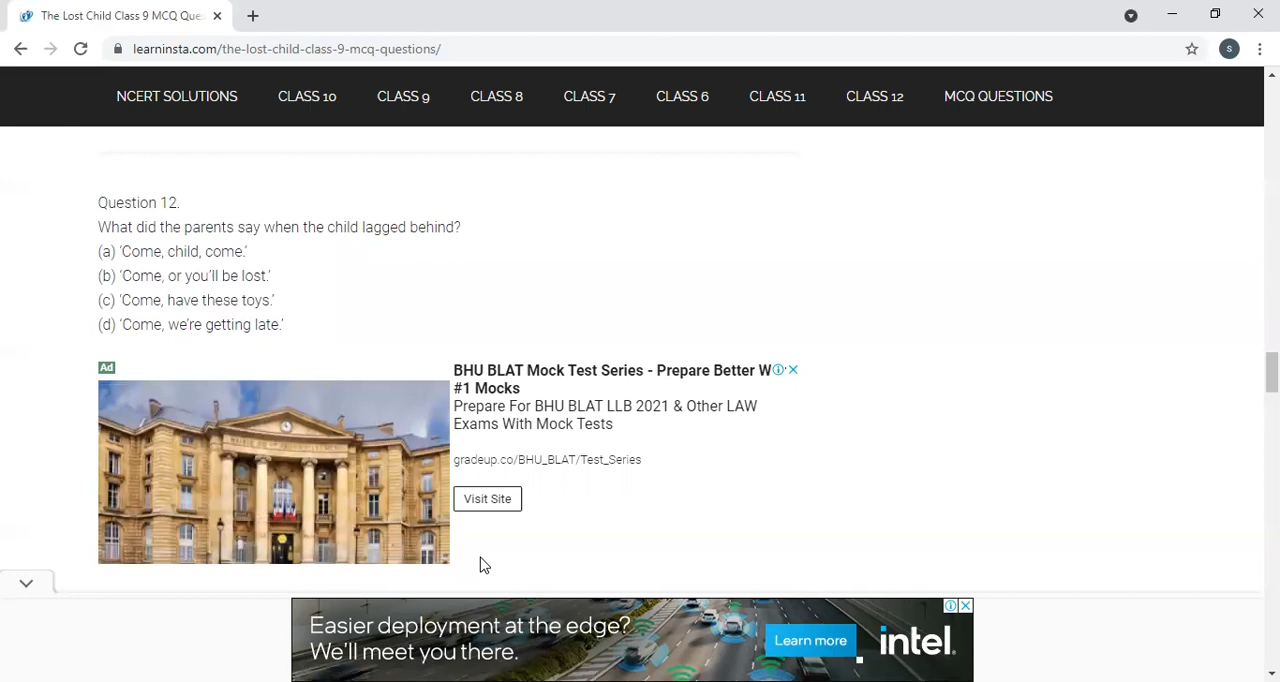 The Lost Child Class 9 MCQ Ques
learninsta.com/the-lost-child-class-9-mcq-questions/
S
NCERT SOLUTIONS
CLASS 10
CLASS 9
CLASS 8
CLASS 7
CLASS 6
CLASS 11
CLASS 12
MCQ QUESTIONS
Question 12.
What did the parents say when the child lagged behind?
(a) ‘Come, child, come.’
(b) ‘Come, or you’ll be lost.’
(c) ‘Come, have these toys.’
(d) ‘Come, we’re getting late.’
Ad
BHU BLAT Mock Test Series - Prepare Better W
#1 Mocks
Prepare For BHU BLAT LLB 2021 & Other LAW
Exams With Mock Tests
gradeup.co/BHU_BLAT/Test_Series
Visit Site
Easier deployment at the edge?
We'll meet you there.
Learn more
intel.